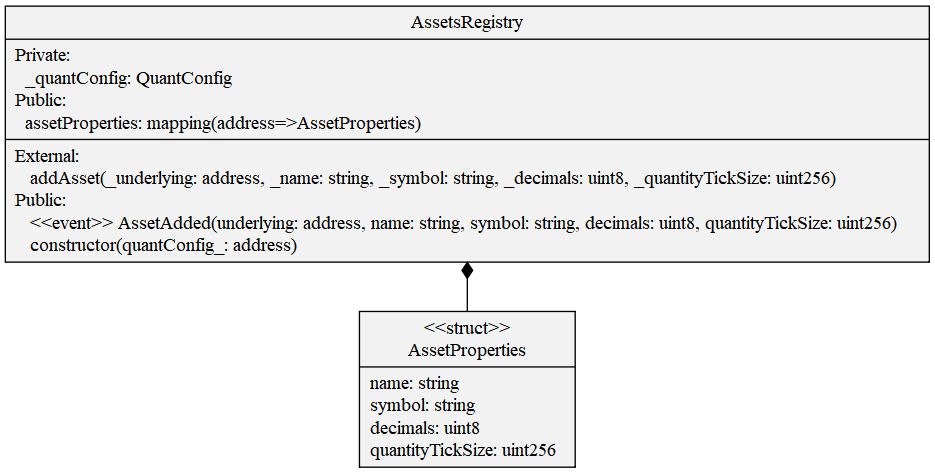 AssetsRegistry
Private:
_quantConfig: QuantConfig
Public:
assetProperties: mapping(address=>AssetProperties)
External:
addAsset(_underlying: address, _name: string, _symbol: string, _decimals: uint8, _quantityTickSize: uint256)
Public:
<<event>> AssetAdded(underlying: address, name: string, symbol: string, decimals: uint8, quantityTickSize: uint256)
constructor(quantConfig_: address)
<<struct>>
AssetProperties
name: string
symbol: string
decimals: uint8
quantityTickSize: uint256